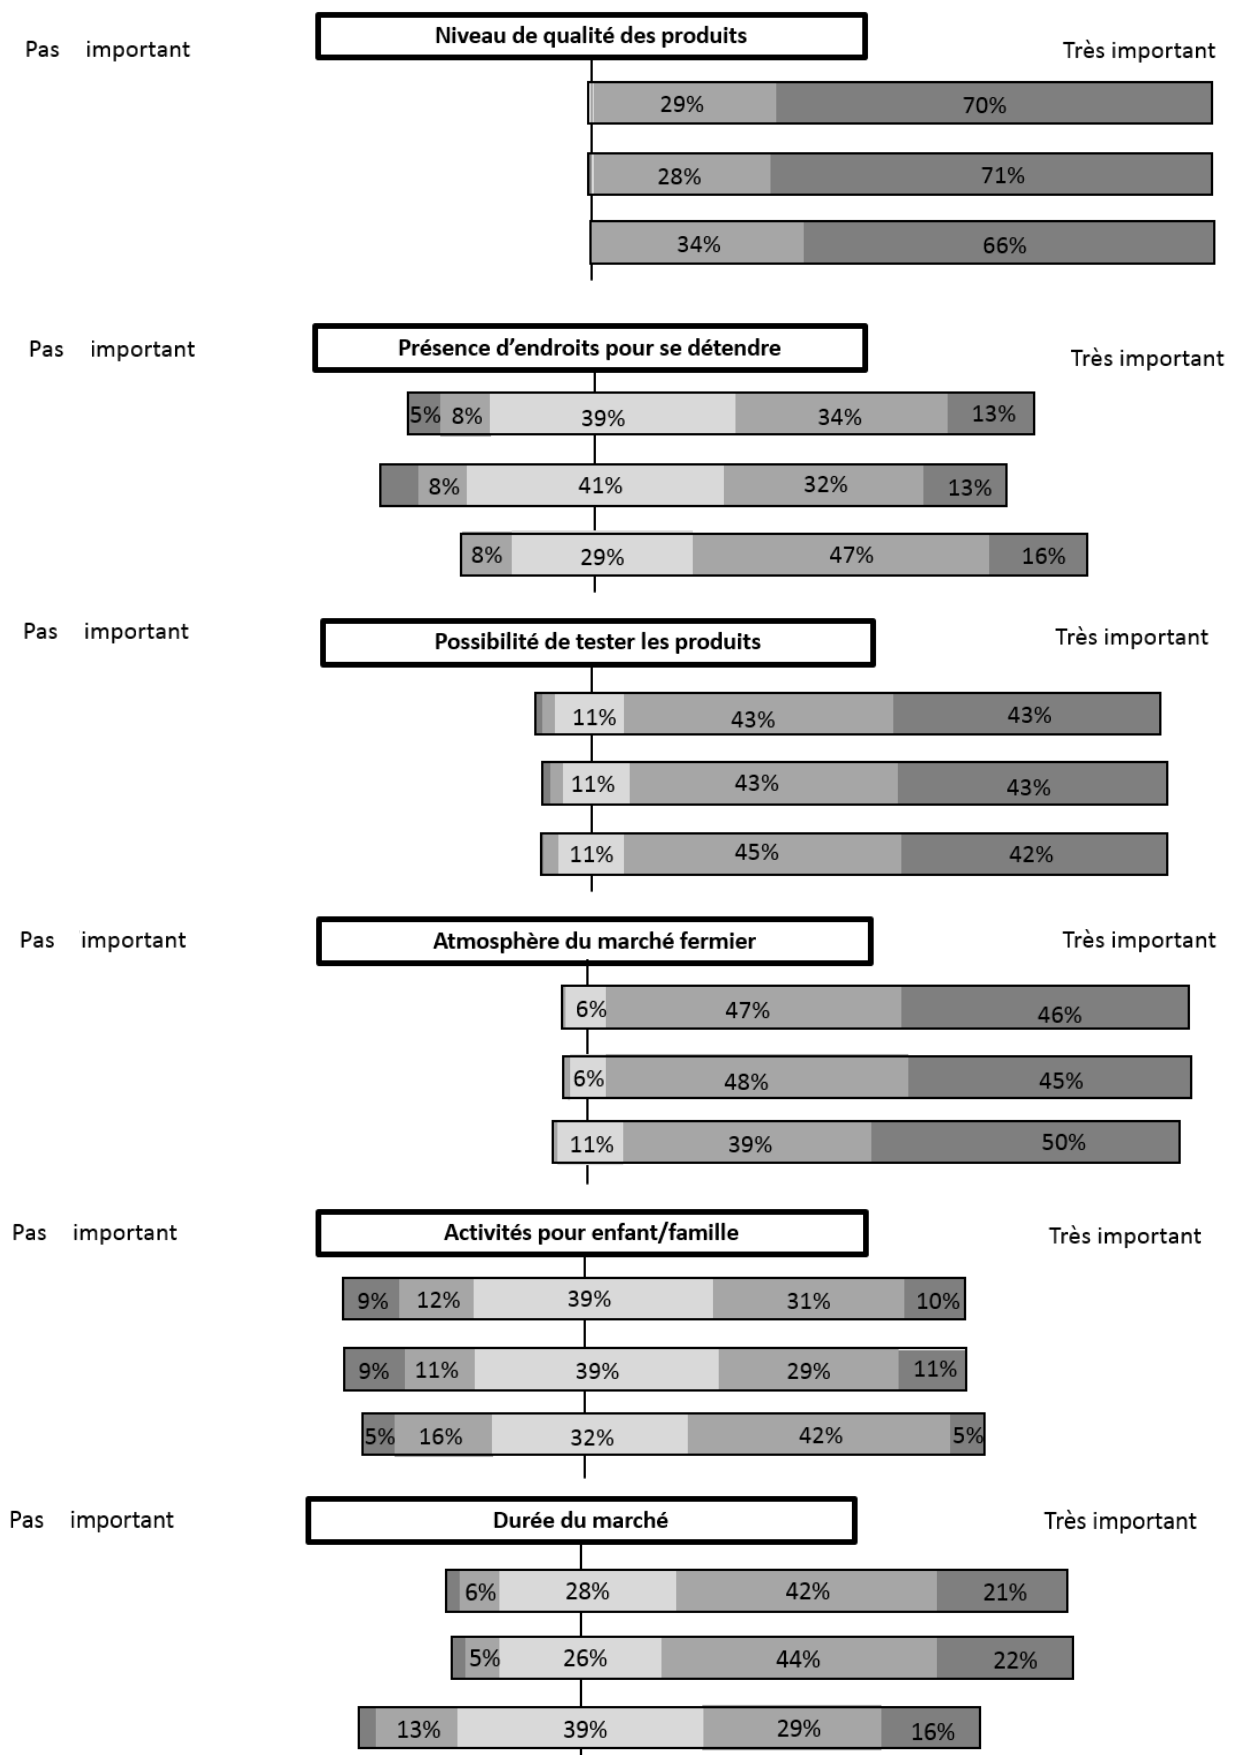 Niveau de qualité des produits
Pas important Très important
29% 70%
28% 71%
34% 66%
Présence d'endroits pour se détendre
Pas important Très important
5% 8% 39% 34% 13%
8% 41% 32% 13%
8% 29% 47% 16%
Possibilité de tester les produits
Pas important Très important
11% 43% 43%
11% 43% 43%
11% 45% 42%
Atmosphère du marché fermier
Pas important Très important
6% 47% 46%
6% 48% 45%
11% 39% 50%
Activités pour enfant/famille
Pas important Très important
9% 12% 39% 31% 10%
9% 11% 39% 29% 11%
5% 16% 32% 42% 5%
Durée du marché
Pas important Très important
6% 28% 42% 21%
5% 26% 44% 22%
13% 39% 29% 16%